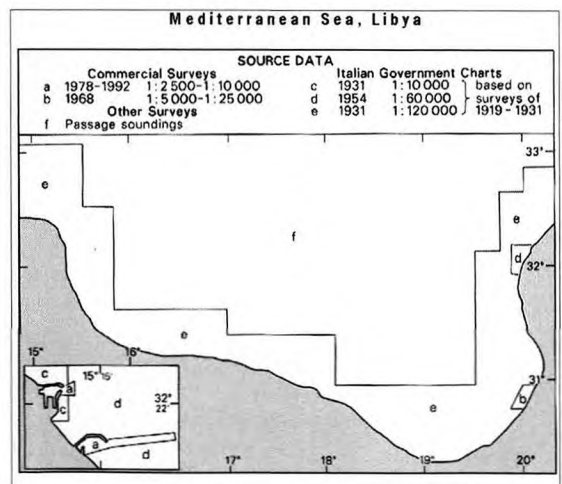 Mediterranean Sea, Libya
SOURCE DATA
Commercial Surveys
a 1978-1992 1:2 500-1:10 000
b 1968 1:5 000-1:25 000
Other Surveys
f Passage soundings
Italian Government Charts
c 1931 1:10 000
d 1954 1:60 000
e 1931 1:120 000
based on
surveys of
1919-1931
33°
e
e
f
d
32°
e
15°
16°
31°
c
15° 15'
a
32°
22'
d
c
b
e
a
d
17°
18°
19°
20°